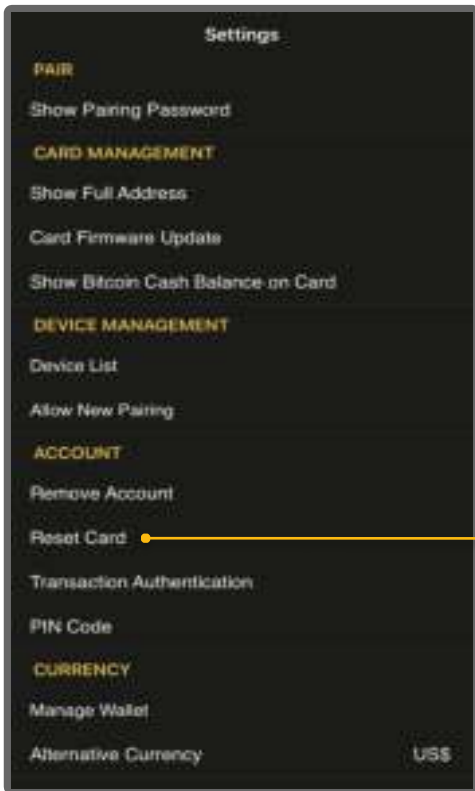 Settings
PAIR
Show Pairing Password
CARD MANAGEMENT
Show Full Address
Card Firmware Update
Show Bitcoin Cash Balance on Card
DEVICE MANAGEMENT
Device List
Allow New Pairing
ACCOUNT
Remove Account
Reset Card
Transaction Authentication
PIN Code
CURRENCY
Manage Wallet
Alternative Currency US$